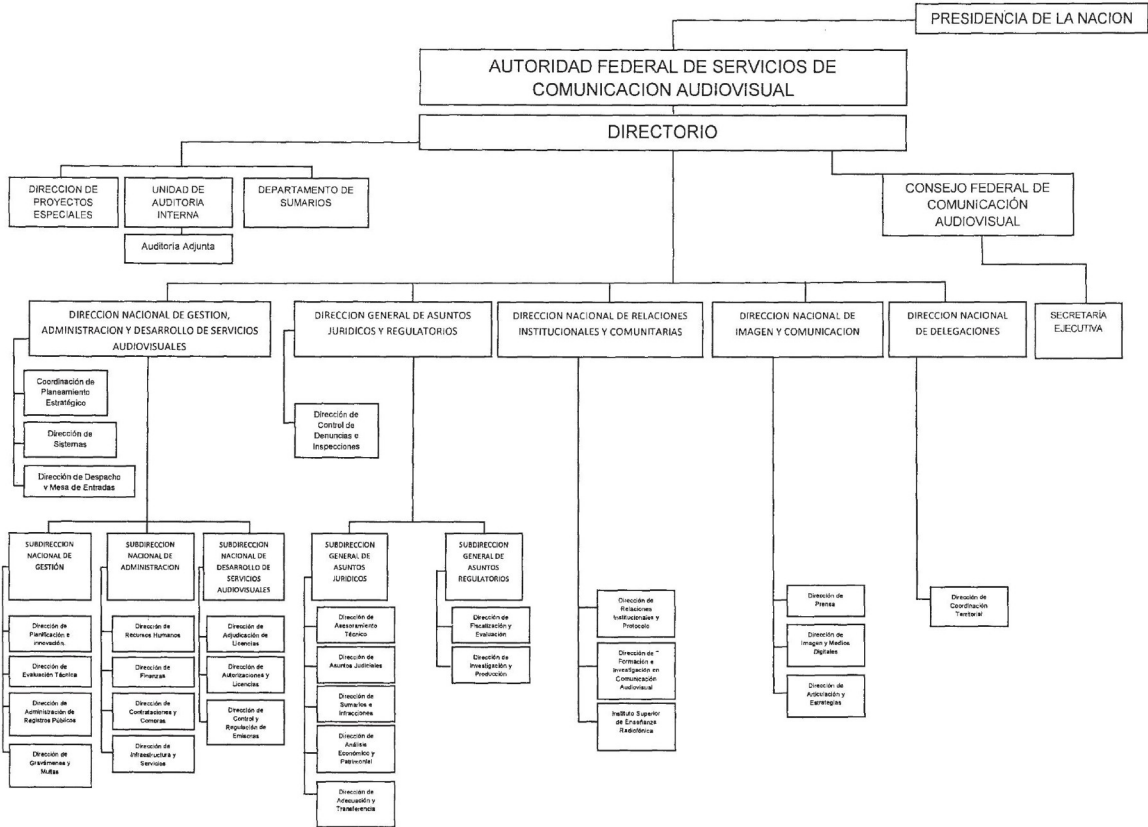 PRESIDENCIA DE LA NACION
AUTORIDAD FEDERAL DE SERVICIOS DE
COMUNICACION AUDIOVISUAL
DIRECTORIO
DIRECCION DE
PROYECTOS
ESPECIALES
UNIDAD DE
AUDITORIA
INTERNA
DEPARTAMENTO DE
SUMARIOS
Auditoría Adjunta
CONSEJO FEDERAL DE
COMUNICACIÓN
AUDIOVISUAL
DIRECCION NACIONAL DE GESTION,
ADMINISTRACION Y DESARROLLO DE SERVICIOS
AUDIOVISUALES
DIRECCION GENERAL DE ASUNTOS
JURIDICOS Y REGULATORIOS
DIRECCION NACIONAL DE RELACIONES
INSTITUCIONALES Y COMUNITARIAS
DIRECCION NACIONAL DE
IMAGEN Y COMUNICACION
DIRECCION NACIONAL
DE DELEGACIONES
SECRETARÍA
EJECUTIVA
Coordinación de
Planeamiento
Estratégico
Dirección de
Sistemas
Dirección de Despacho
y Mesa de Entradas
Dirección de
Control de
Denuncias e
Inspecciones
SUBDIRECCION
NACIONAL DE
GESTIÓN
Dirección de
Planificación e
innovación.
Dirección de
Evaluación Técnica
Dirección de
Administración de
Registros Públicos
Dirección de
Gravámenes y
Multas
SUBDIRECCION
NACIONAL DE
ADMINISTRACION
Dirección de
Recursos Humanos
Dirección de
Finanzas
Dirección de
Contrataciones y
Compras
Dirección de
Infraestructura y
Servicios
SUBDIRECCION
NACIONAL DE
DESARROLLO DE
SERVICIOS
AUDIOVISUALES
Dirección de
Adjudicación de
Licencias
Dirección de
Autorizaciones y
Licencias
Dirección de
Control y
Regulación de
Emisoras
SUBDIRECCION
GENERAL DE
ASUNTOS
JURIDICOS
Dirección de
Asesoramiento
Técnico
Dirección de
Asuntos Judiciales
Dirección de
Sumarios e
Infracciones
Dirección de
Análisis
Económico y
Patrimonial
Dirección de
Adecuación y
Transferencia
SUBDIRECCION
GENERAL DE
ASUNTOS
REGULATORIOS
Dirección de
Fiscalización y
Evaluación
Dirección de
Investigación y
Producción
Dirección de
Relaciones
Institucionales y
Protocolo
Dirección de
Formación e
Investigación en
Comunicación
Audiovisual
Instituto Superior
de Enseñanza
Radiofónica
Dirección de
Prensa
Dirección de
Imagen y Medios
Digitales
Dirección de
Articulación y
Estrategias
Dirección de
Coordinación
Territorial